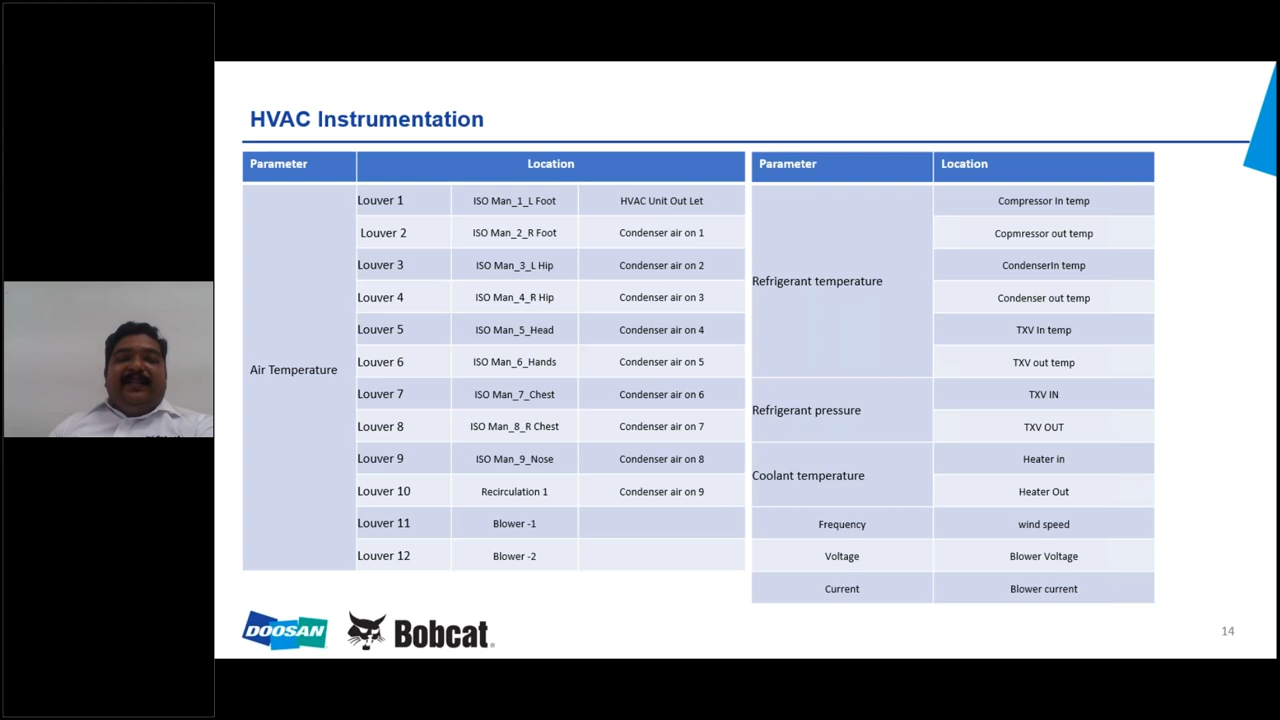 HVAC Instrumentation
Parameter Location
Air Temperature
Louver 1 ISO Man_1_L Foot HVAC Unit Out Let
Louver 2 ISO Man_2_R Foot Condenser air on 1
Louver 3 ISO Man_3_L Hip Condenser air on 2
Louver 4 ISO Man_4_R Hip Condenser air on 3
Louver 5 ISO Man_5_Head Condenser air on 4
Louver 6 ISO Man_6_Hands Condenser air on 5
Louver 7 ISO Man_7_Chest Condenser air on 6
Louver 8 ISO Man_8_R Chest Condenser air on 7
Louver 9 ISO Man_9_Nose Condenser air on 8
Louver 10 Recirculation 1 Condenser air on 9
Louver 11 Blower -1
Louver 12 Blower -2
Parameter Location
Refrigerant temperature
Compressor In temp
Copmressor out temp
CondenserIn temp
Condenser out temp
TXV In temp
TXV out temp
Refrigerant pressure
TXV IN
TXV OUT
Coolant temperature
Heater in
Heater Out
Frequency wind speed
Voltage Blower Voltage
Current Blower current
DOOSAN Bobcat
14